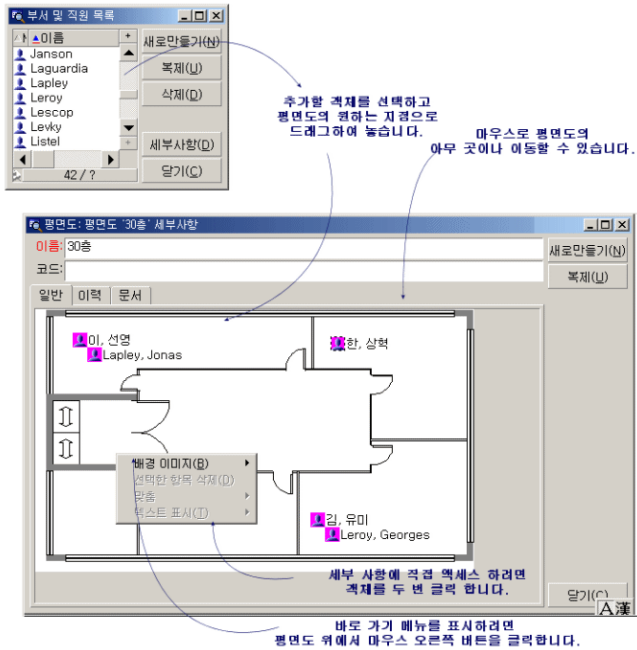 부서 및 직원 목록
이름 +
Janson
Laguardia
Lapley
Leroy
Lescop
Levky
Listel
42 / ?
새로만들기(N)
복제(U)
삭제(D)
세부사항(D)
닫기(C)
추가할 객체를 선택하고
평면도의 원하는 지점으로
드래그하여 놓습니다.
마우스로 평면도의
아무 곳이나 이동할 수 있습니다.
평면도: 평면도 '30층' 세부사항
이름: 30층
코드:
새로만들기(N)
복제(U)
일반 이력 문서
이, 선영
Lapley, Jonas
한, 상혁
배경 이미지(B)
선택한 항목 삭제(D)
맞춤
텍스트 표시(T)
김, 유미
Leroy, Georges
세부 사항에 직접 액세스 하려면
객체를 두 번 클릭 합니다.
닫기(C)
A漢
바로 가기 메뉴를 표시하려면
평면도 위에서 마우스 오른쪽 버튼을 클릭합니다.